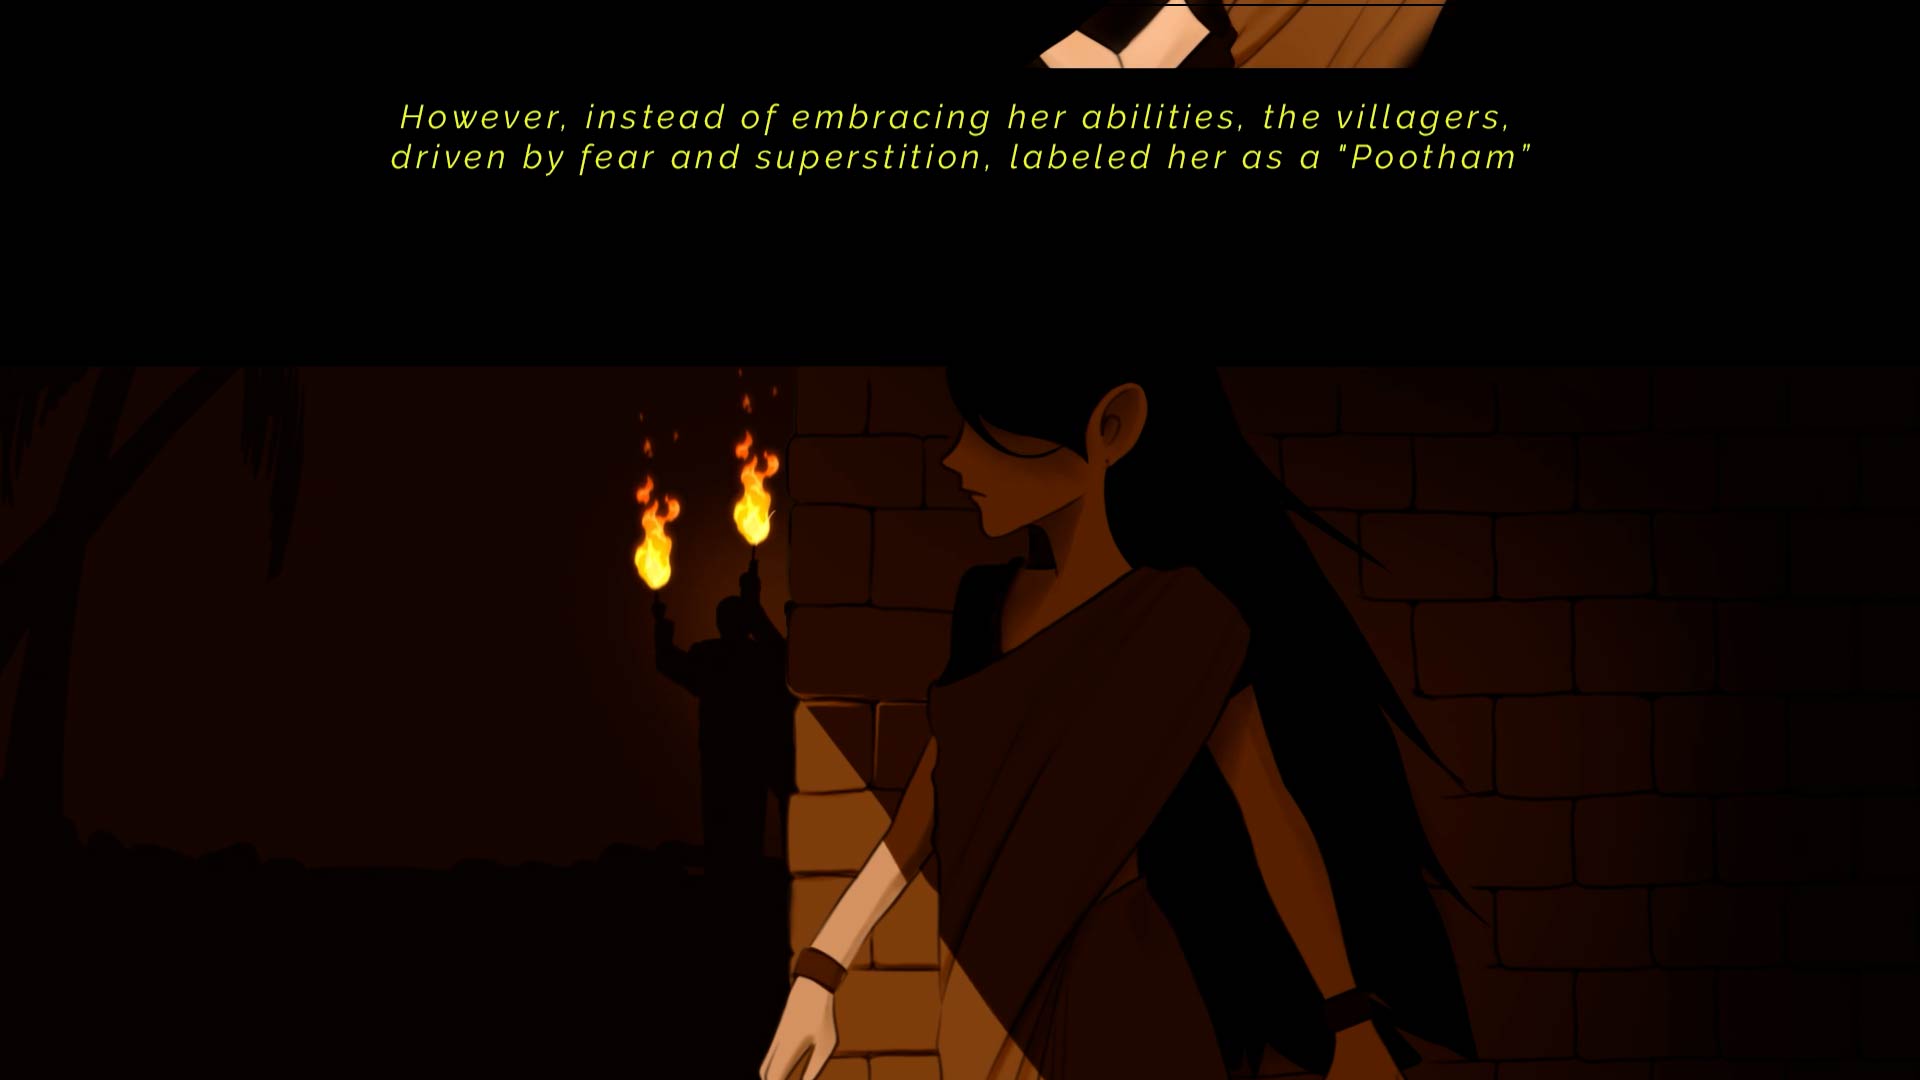 However, instead of embracing her abilities, the villagers,
driven by fear and superstition, labeled her as a "Pootham”